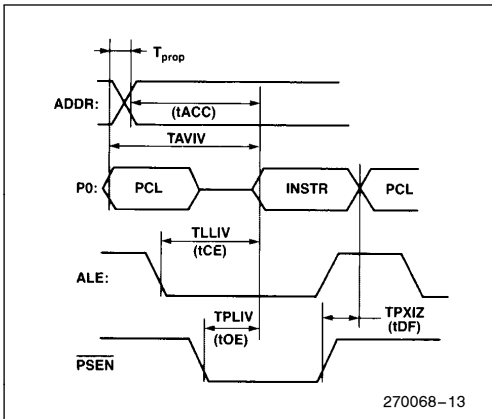 Tprop
ADDR:
(tACC)
TAVIV
P0: PCL INSTR PCL
TLLIV
(tCE)
ALE:
TPLIV
(tOE)
TPXIZ
(tDF)
PSEN
270068–13